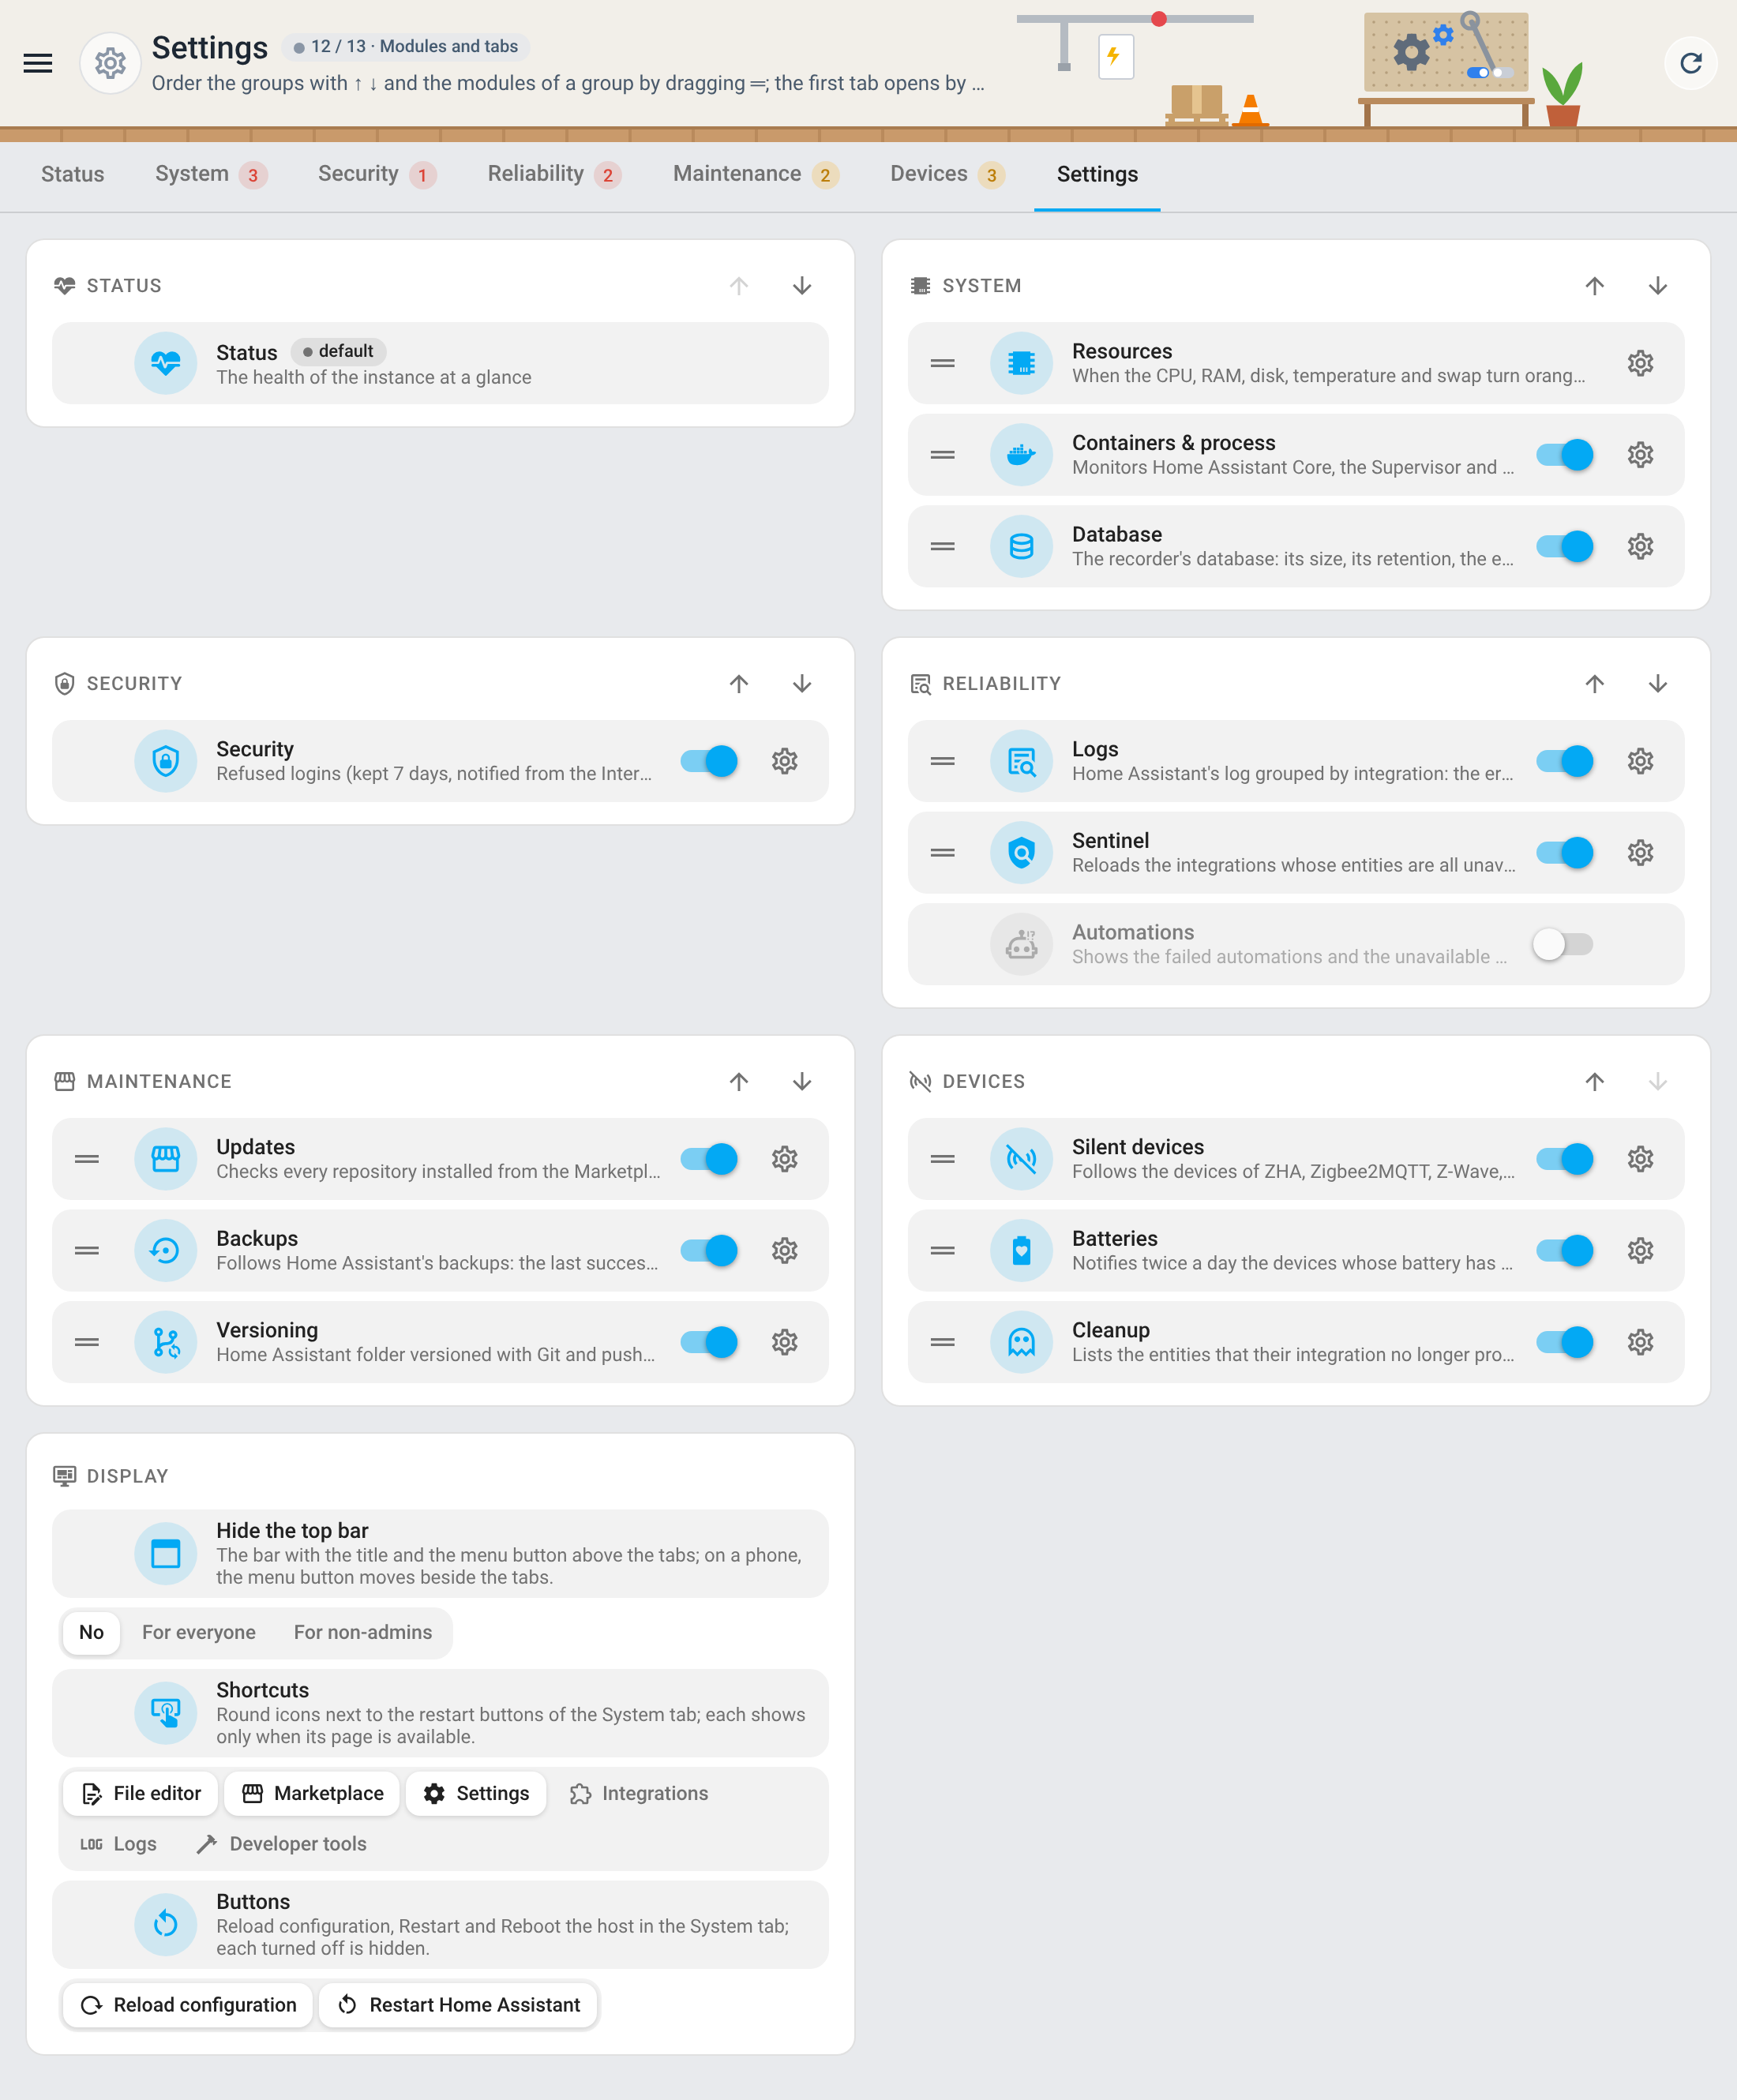 Settings
12 / 13 · Modules and tabs
Order the groups with ↑ ↓ and the modules of a group by dragging ═; the first tab opens by …
Status
System 3
Security 1
Reliability 2
Maintenance 2
Devices 3
Settings
STATUS
Status
default
The health of the instance at a glance
SYSTEM
Resources
When the CPU, RAM, disk, temperature and swap turn orang…
Containers & process
Monitors Home Assistant Core, the Supervisor and …
Database
The recorder's database: its size, its retention, the e…
SECURITY
Security
Refused logins (kept 7 days, notified from the Inter…
RELIABILITY
Logs
Home Assistant's log grouped by integration: the er…
Sentinel
Reloads the integrations whose entities are all unav…
Automations
Shows the failed automations and the unavailable …
MAINTENANCE
Updates
Checks every repository installed from the Marketpl…
Backups
Follows Home Assistant's backups: the last succes…
Versioning
Home Assistant folder versioned with Git and push…
DEVICES
Silent devices
Follows the devices of ZHA, Zigbee2MQTT, Z-Wave,…
Batteries
Notifies twice a day the devices whose battery has …
Cleanup
Lists the entities that their integration no longer pro…
DISPLAY
Hide the top bar
The bar with the title and the menu button above the tabs; on a phone,
the menu button moves beside the tabs.
No
For everyone
For non-admins
Shortcuts
Round icons next to the restart buttons of the System tab; each shows
only when its page is available.
File editor
Marketplace
Settings
Integrations
LOG Logs
Developer tools
Buttons
Reload configuration, Restart and Reboot the host in the System tab;
each turned off is hidden.
Reload configuration
Restart Home Assistant